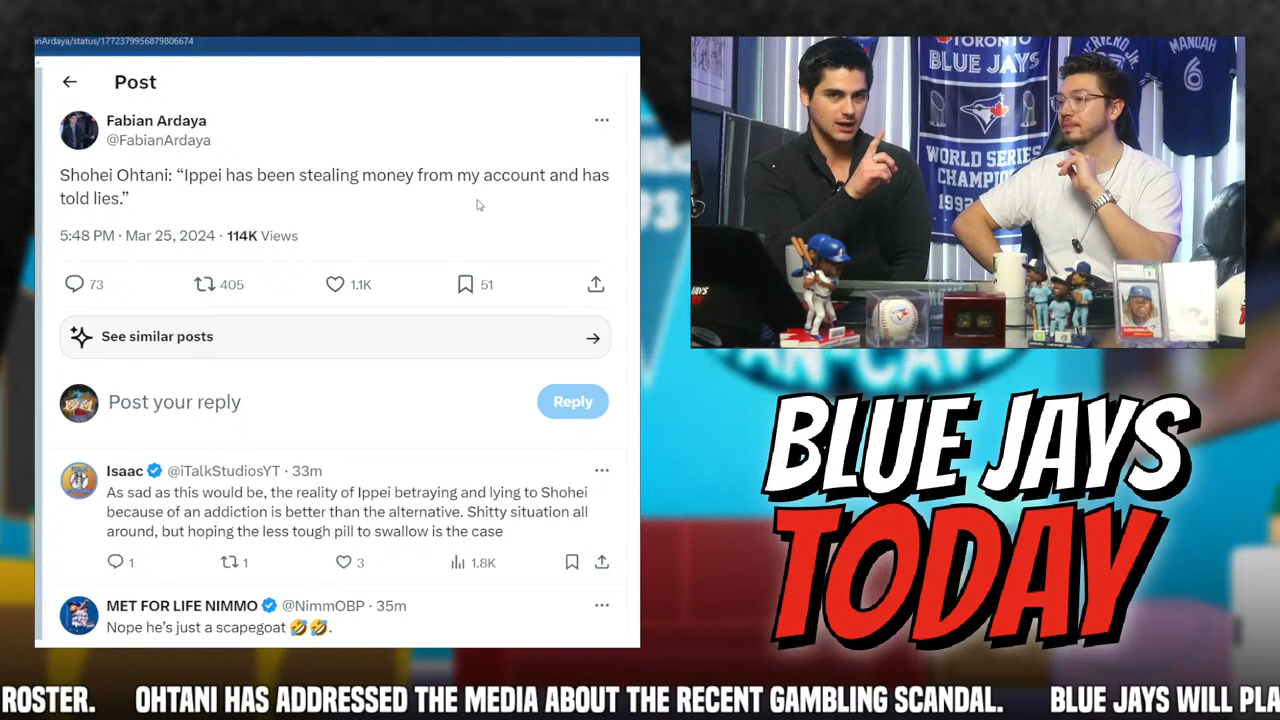 nArdaya/status/1772379956879806674
Post
Fabian Ardaya
@FabianArdaya
Shohei Ohtani: “Ippei has been stealing money from my account and has
told lies.”
5:48 PM · Mar 25, 2024 · 114K Views
73
405
1.1K
51
See similar posts
Post your reply
Reply
Isaac @iTalkStudiosYT · 33m
As sad as this would be, the reality of Ippei betraying and lying to Shohei
because of an addiction is better than the alternative. Shitty situation all
around, but hoping the less tough pill to swallow is the case
1
1
3
1.8K
MET FOR LIFE NIMMO @NimmOBP · 35m
Nope he's just a scapegoat 🤣🤣.
TORONTO
BLUE JAYS
WORLD SERIES
CHAMPI
1992
MANOAH
6
BLUE JAYS
TODAY
ROSTER. OHTANI HAS ADDRESSED THE MEDIA ABOUT THE RECENT GAMBLING SCANDAL. BLUE JAYS WILL PLA